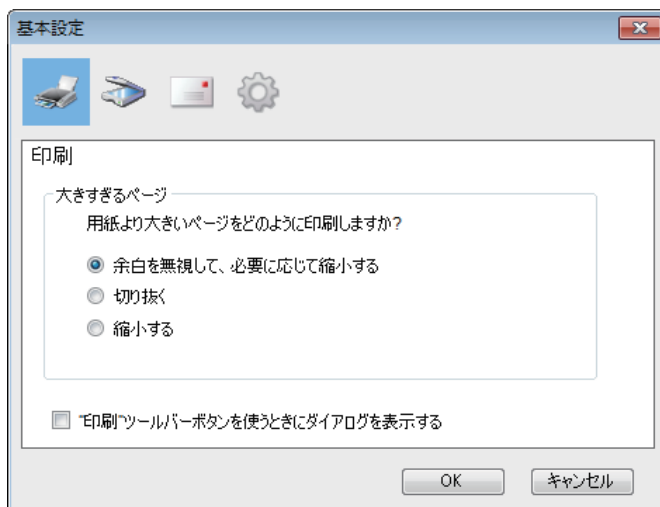 基本設定
印刷
大きすぎるページ
用紙より大きいページをどのように印刷しますか?
余白を無視して、必要に応じて縮小する
切り抜く
縮小する
"印刷"ツールバーボタンを使うときにダイアログを表示する
OK キャンセル